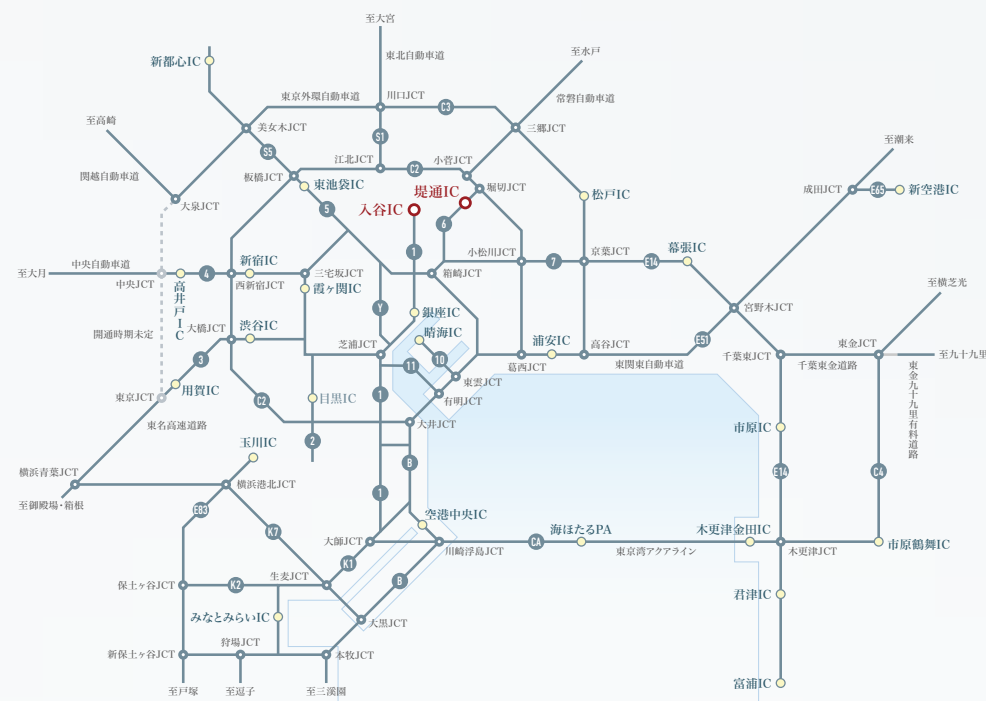 至大宮
東北自動車道
至水戸
新都心IC
東京外環自動車道
川口JCT
C3
常磐自動車道
至高崎
美女木JCT
S1
三郷JCT
至潮来
S5
江北JCT
C2
小菅JCT
関越自動車道
板橋JCT
東池袋IC
堤通IC
堀切JCT
松戸IC
成田JCT
E65
新空港IC
大泉JCT
5
入谷IC
6
1
小松川JCT
7
京葉JCT
E14
幕張IC
至大月
中央自動車道
中央JCT
4
新宿IC
西新宿JCT
三宅坂JCT
箱崎JCT
高井戸IC
霞ヶ関IC
至横芝光
Y
銀座IC
宮野木JCT
開通時期未定
大橋JCT
渋谷IC
芝浦JCT
晴海IC
浦安IC
高谷JCT
E51
東金JCT
3
10
11
葛西JCT
東関東自動車道
千葉東JCT
千葉東金道路
至九十九里
東雲JCT
東京JCT
用賀IC
C2
目黒IC
1
有明JCT
東金九十九里有料道路
東名高速道路
大井JCT
市原IC
玉川IC
2
B
横浜青葉JCT
横浜港北JCT
E14
C4
至御殿場・箱根
E83
1
空港中央IC
K7
大師JCT
川崎浮島JCT
CA
海ほたるPA
東京湾アクアライン
木更津金田IC
木更津JCT
市原鶴舞IC
K1
保土ヶ谷JCT
K2
生麦JCT
B
君津IC
みなとみらいIC
大黒JCT
狩場JCT
新保土ヶ谷JCT
本牧JCT
富浦IC
至戸塚
至逗子
至三溪園